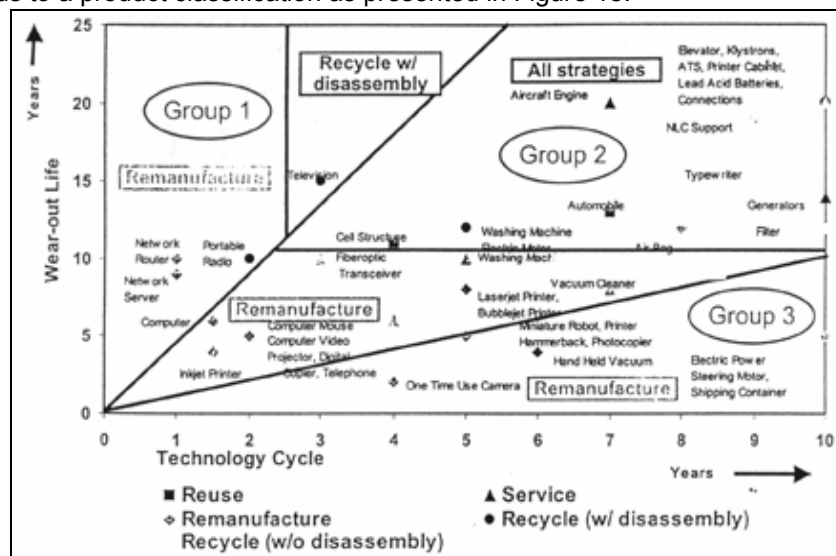 ds to a product classification as presented in Figure 10.
Years
Wear-out Life
25
20
15
10
5
0
Group 1
Recycle w/
disassembly
All strategies
Aircraft Engine
Elevator, Klystrons,
ATS, Printer Cabinet,
Lead Acid Batteries,
Connections
Group 2
NLC Support
Remanufacture
Television
Typewriter
Automobile
Generators
Filter
Network
Router
Portable
Radio
Cell Structure
Fiberoptic
Transceiver
Washing Machine
Electric Motor
Washing Mach
Air Bag
Network
Server
Vacuum Cleaner
Remanufacture
Laserjet Printer,
Bubblejet Printer,
Group 3
Computer
Computer Mouse
Computer Video
Projector, Digital
Copier, Telephone
Miniature Robot, Printer
Hammerback, Photocopier
Inkjet Printer
Hand Held Vacuum
Electric Power
Steering Motor,
Shipping Container
One Time Use Camera
Remanufacture
0 1 2 3 4 5 6 7 8 9 10
Technology Cycle
Years
Reuse
Service
Remanufacture
Recycle (w/ disassembly)
Recycle (w/o disassembly)